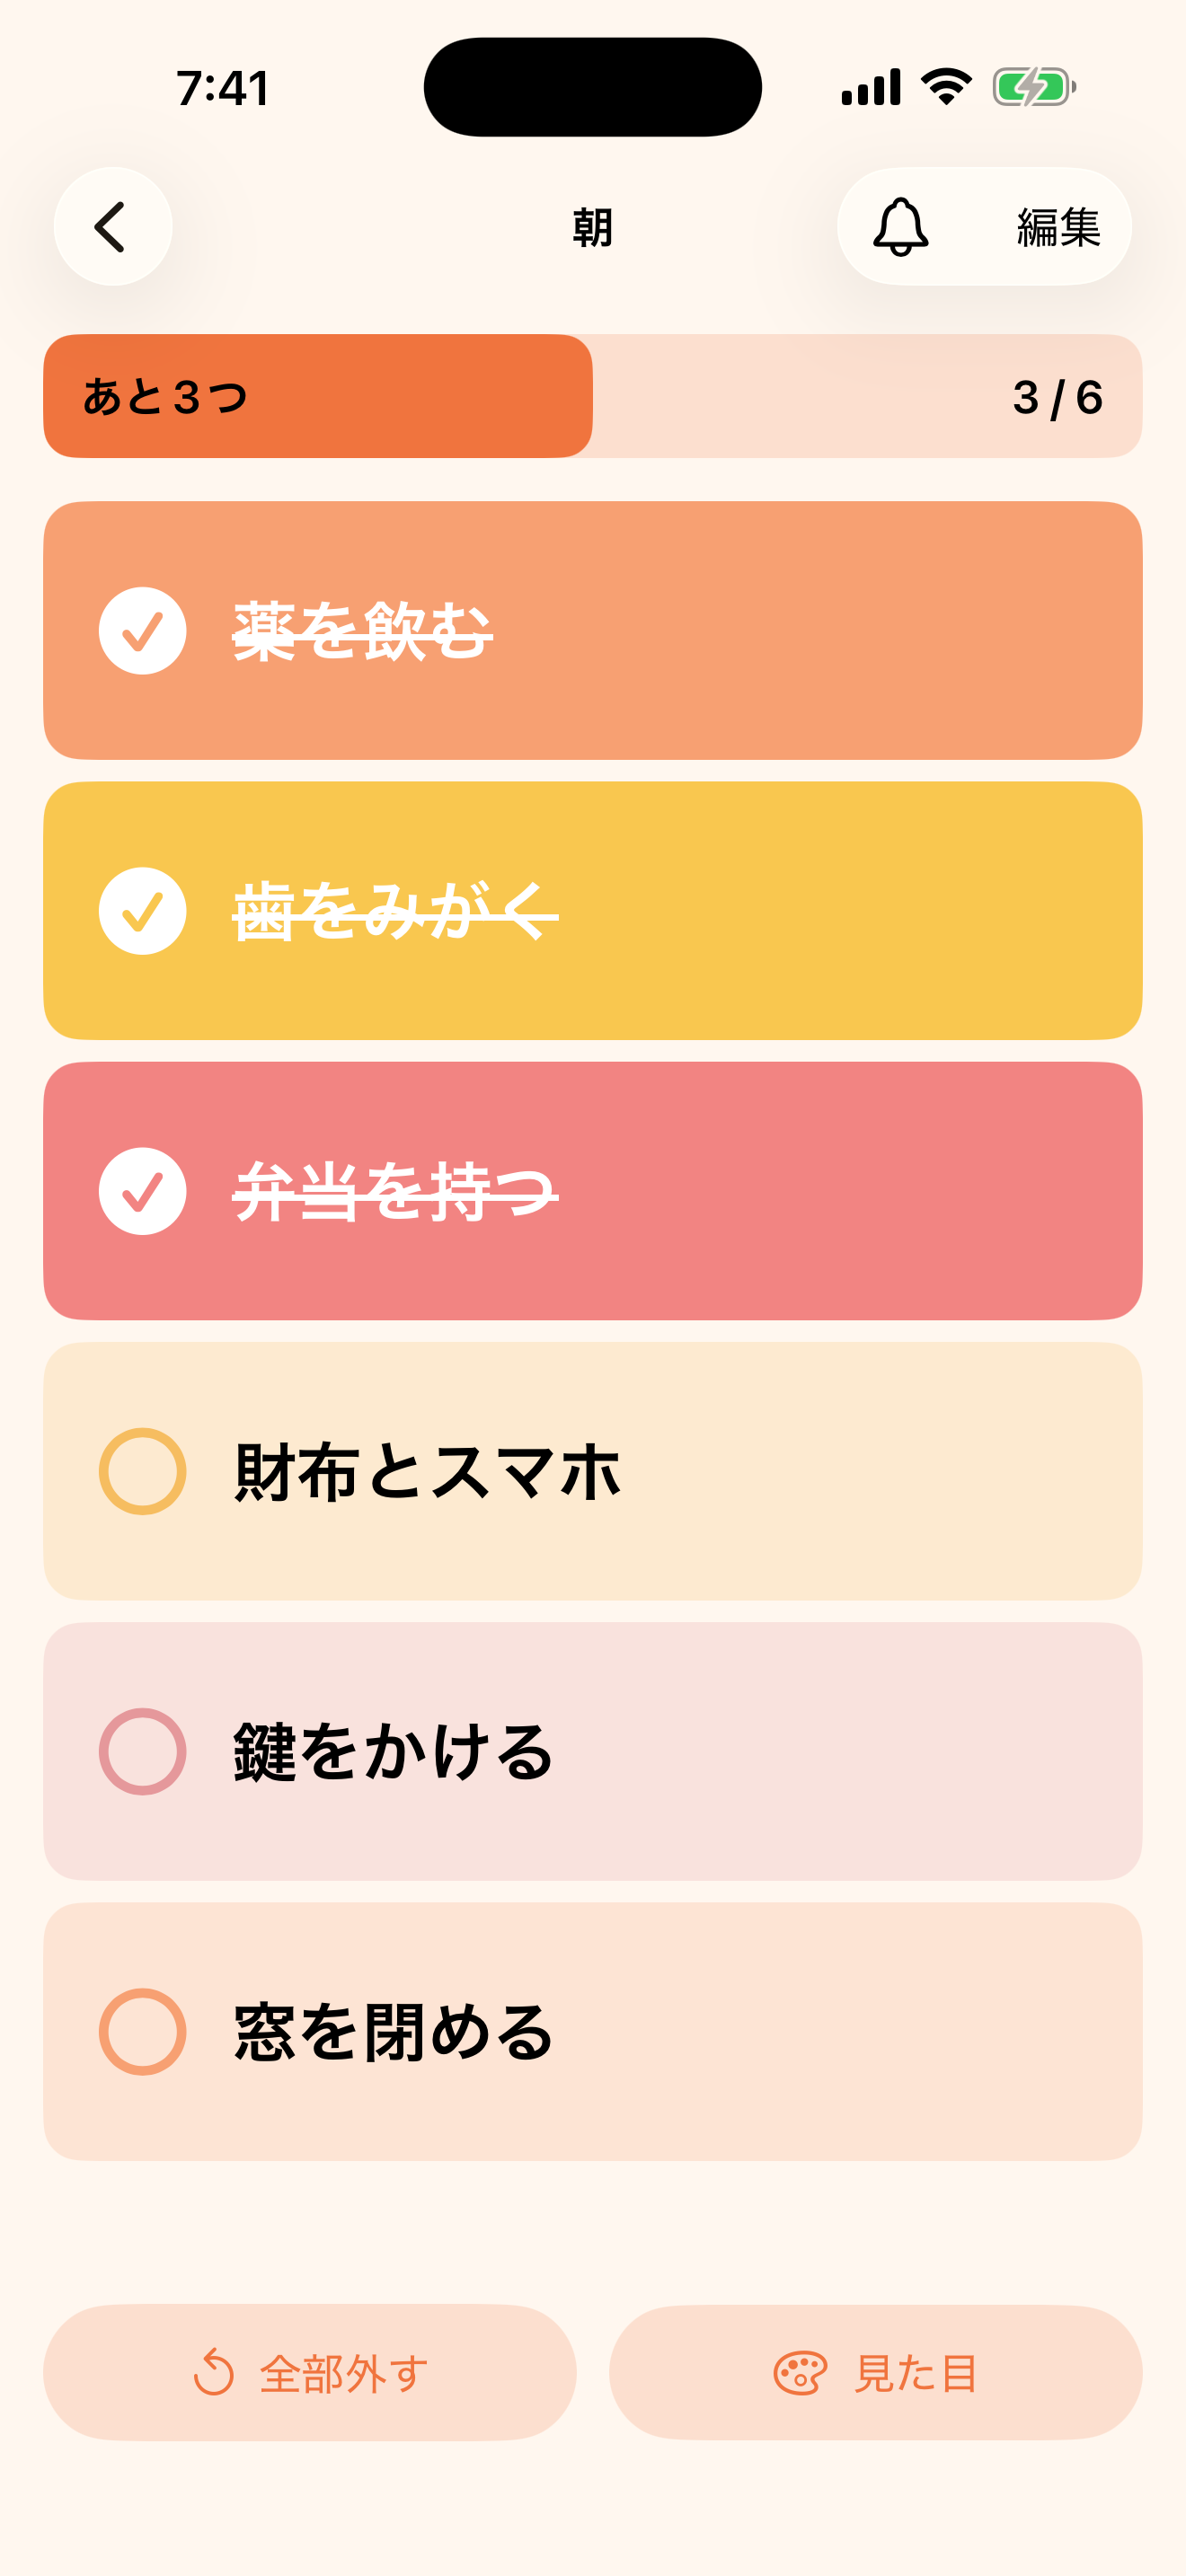 7:41
朝
編集
あと3つ
3 / 6
薬を飲む
歯をみがく
弁当を持つ
財布とスマホ
鍵をかける
窓を閉める
全部外す
見た目